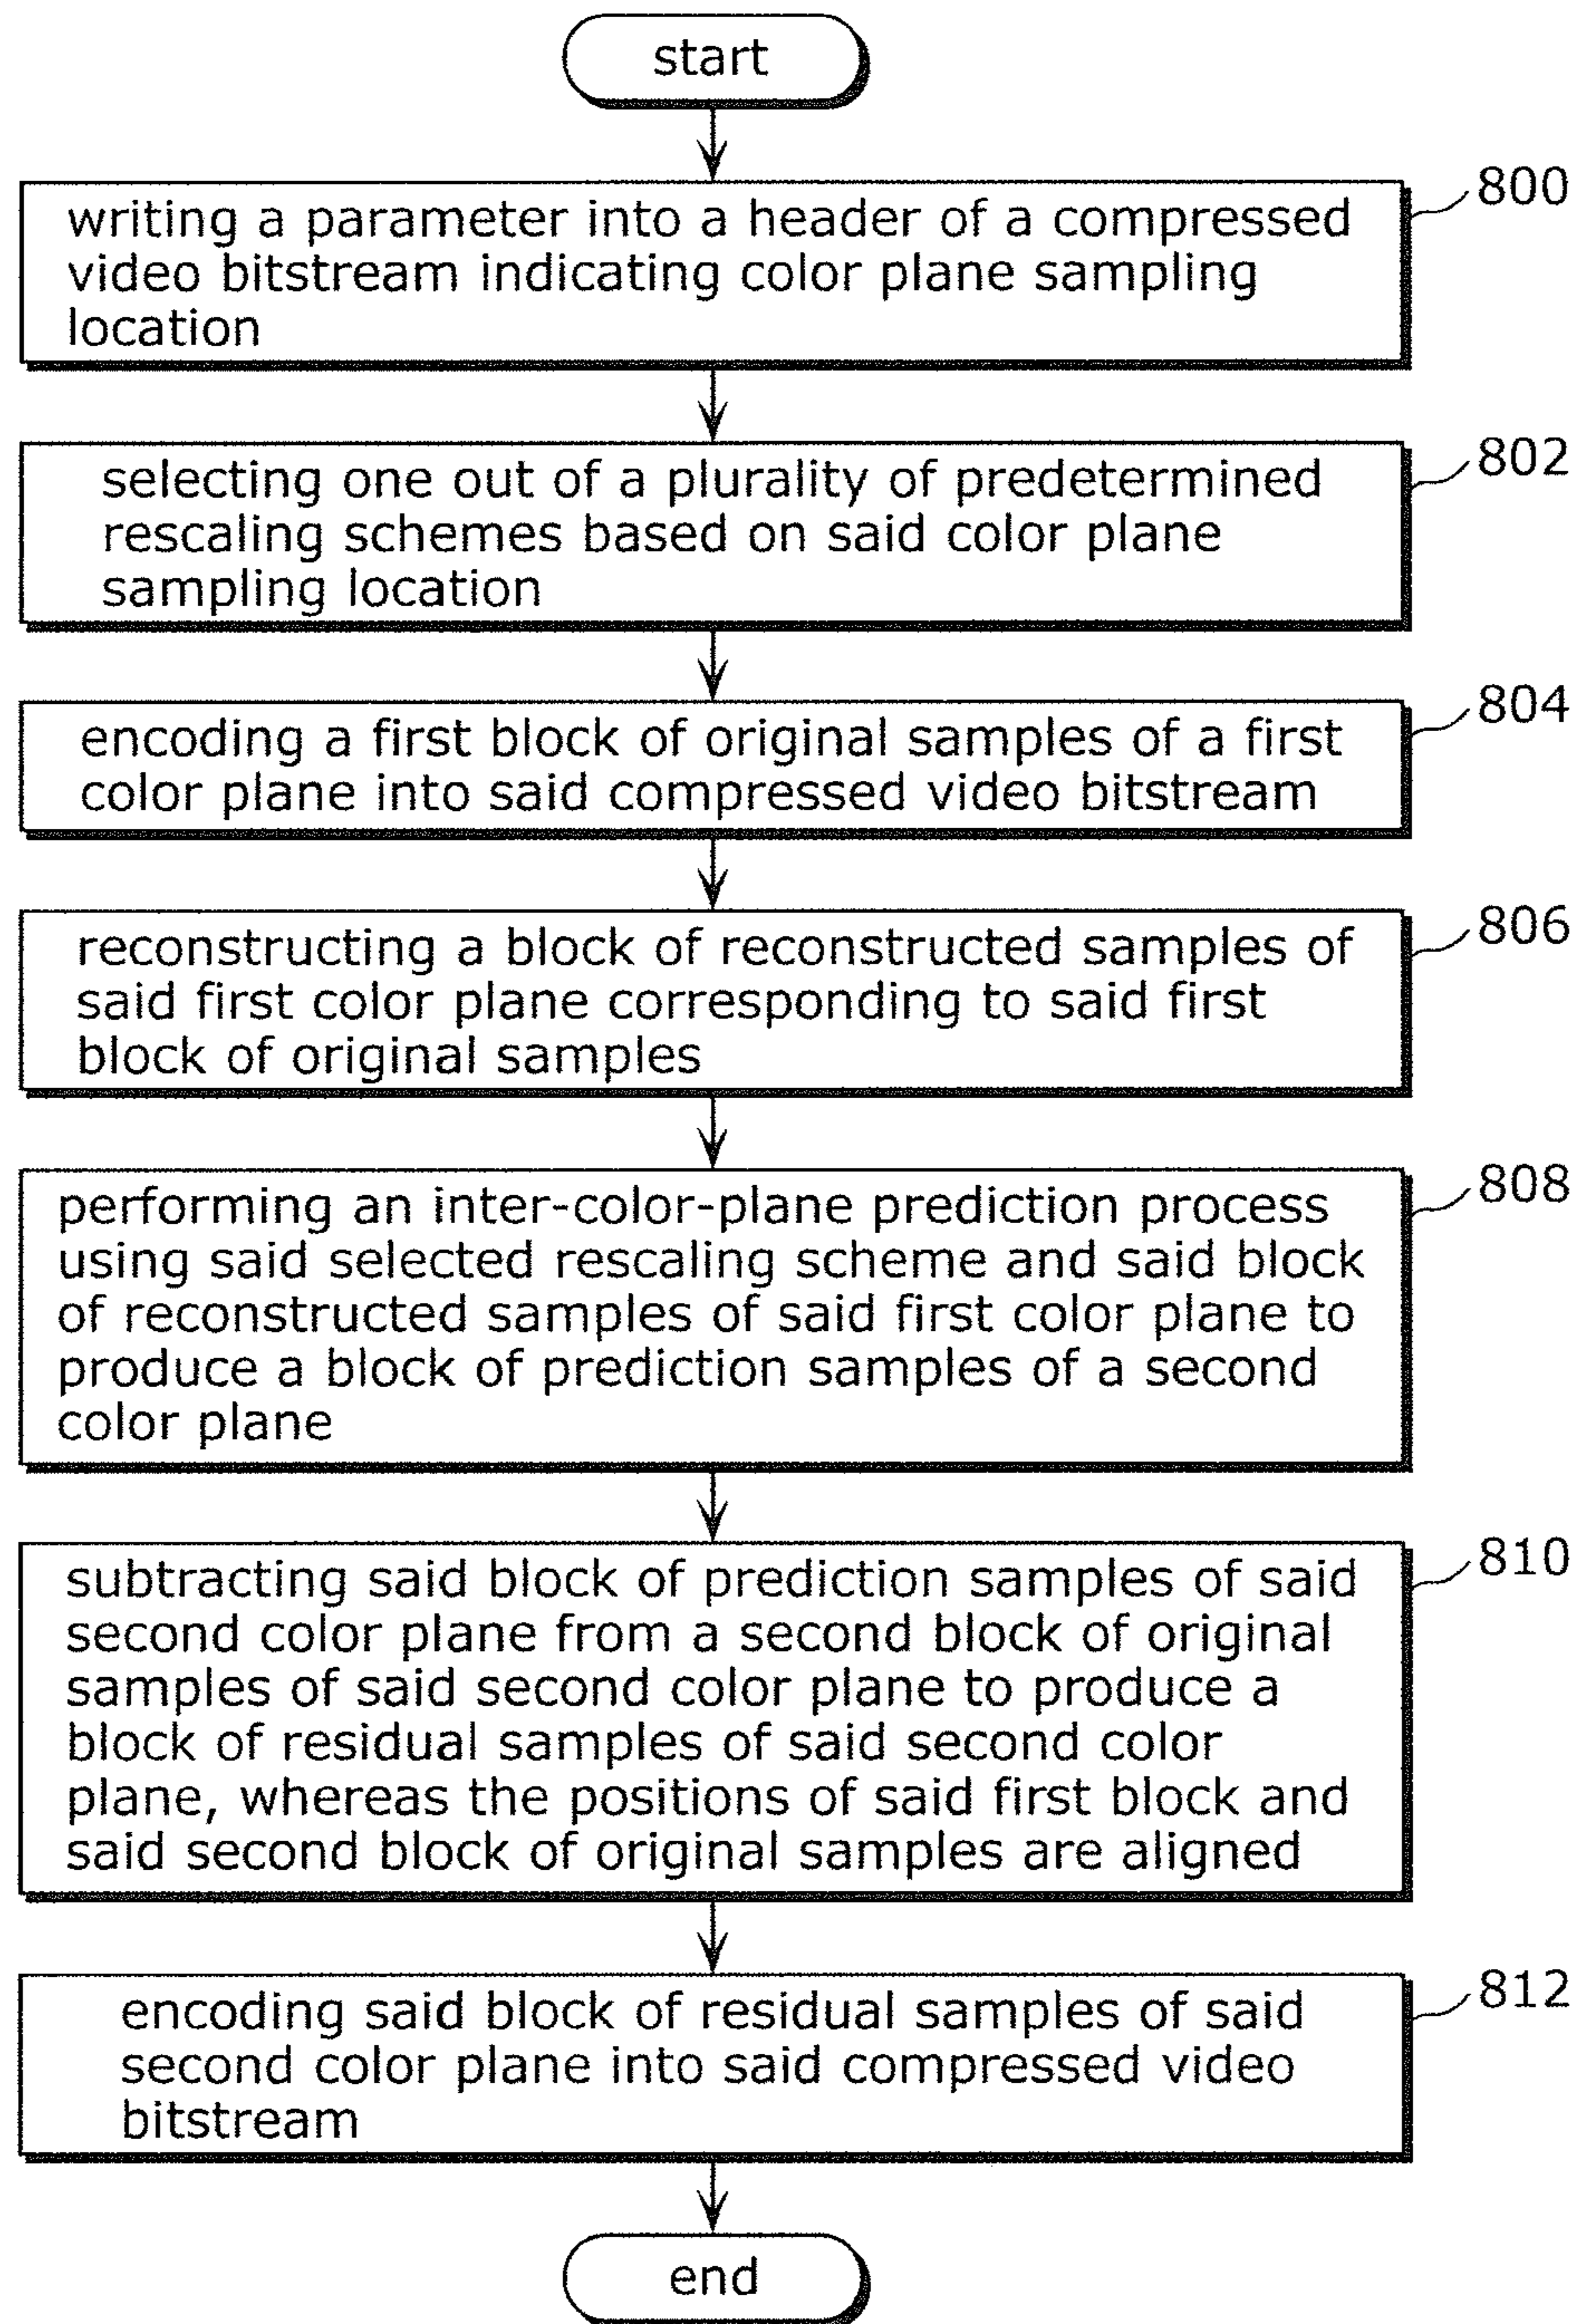 start
800
writing a parameter into a header of a compressed
video bitstream indicating color plane sampling
location
802
selecting one out of a plurality of predetermined
rescaling schemes based on said color plane
sampling location
804
encoding a first block of original samples of a first
color plane into said compressed video bitstream
806
reconstructing a block of reconstructed samples of
said first color plane corresponding to said first
block of original samples
808
performing an inter-color-plane prediction process
using said selected rescaling scheme and said block
of reconstructed samples of said first color plane to
produce a block of prediction samples of a second
color plane
810
subtracting said block of prediction samples of said
second color plane from a second block of original
samples of said second color plane to produce a
block of residual samples of said second color
plane, whereas the positions of said first block and
said second block of original samples are aligned
812
encoding said block of residual samples of said
second color plane into said compressed video
bitstream
end